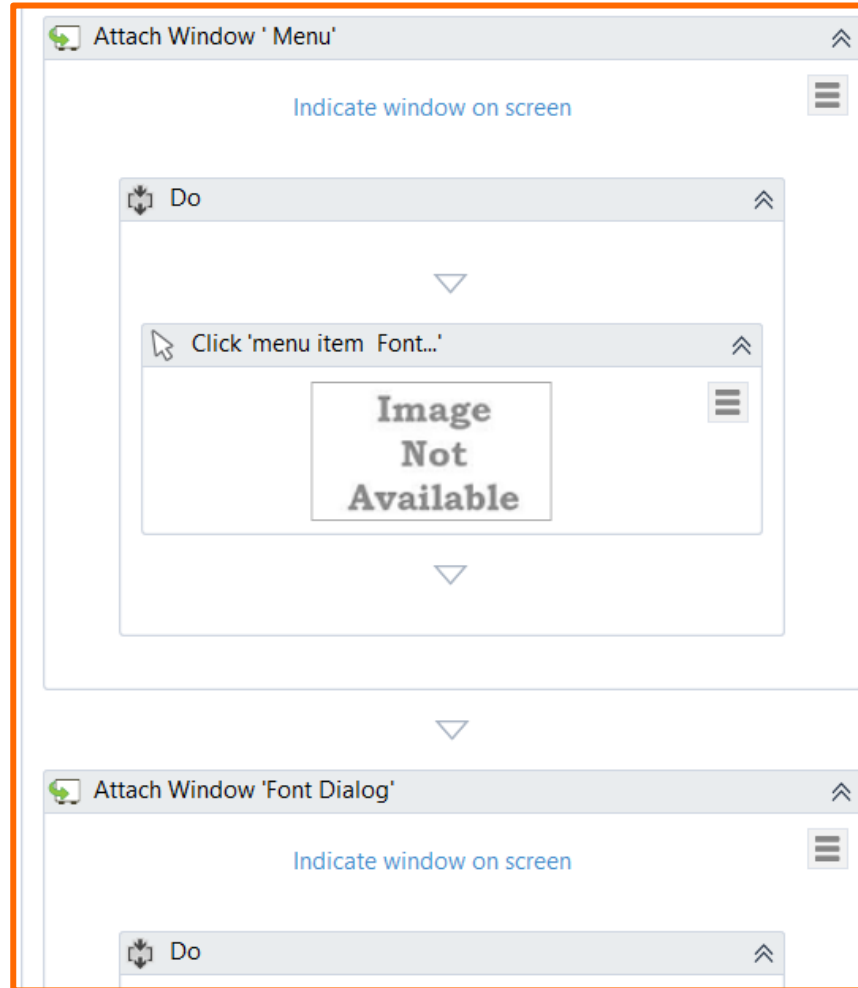 Attach Window ' Menu'
Indicate window on screen
Do
Click 'menu item  Font...'
Image
Not
Available
Attach Window 'Font Dialog'
Indicate window on screen
Do